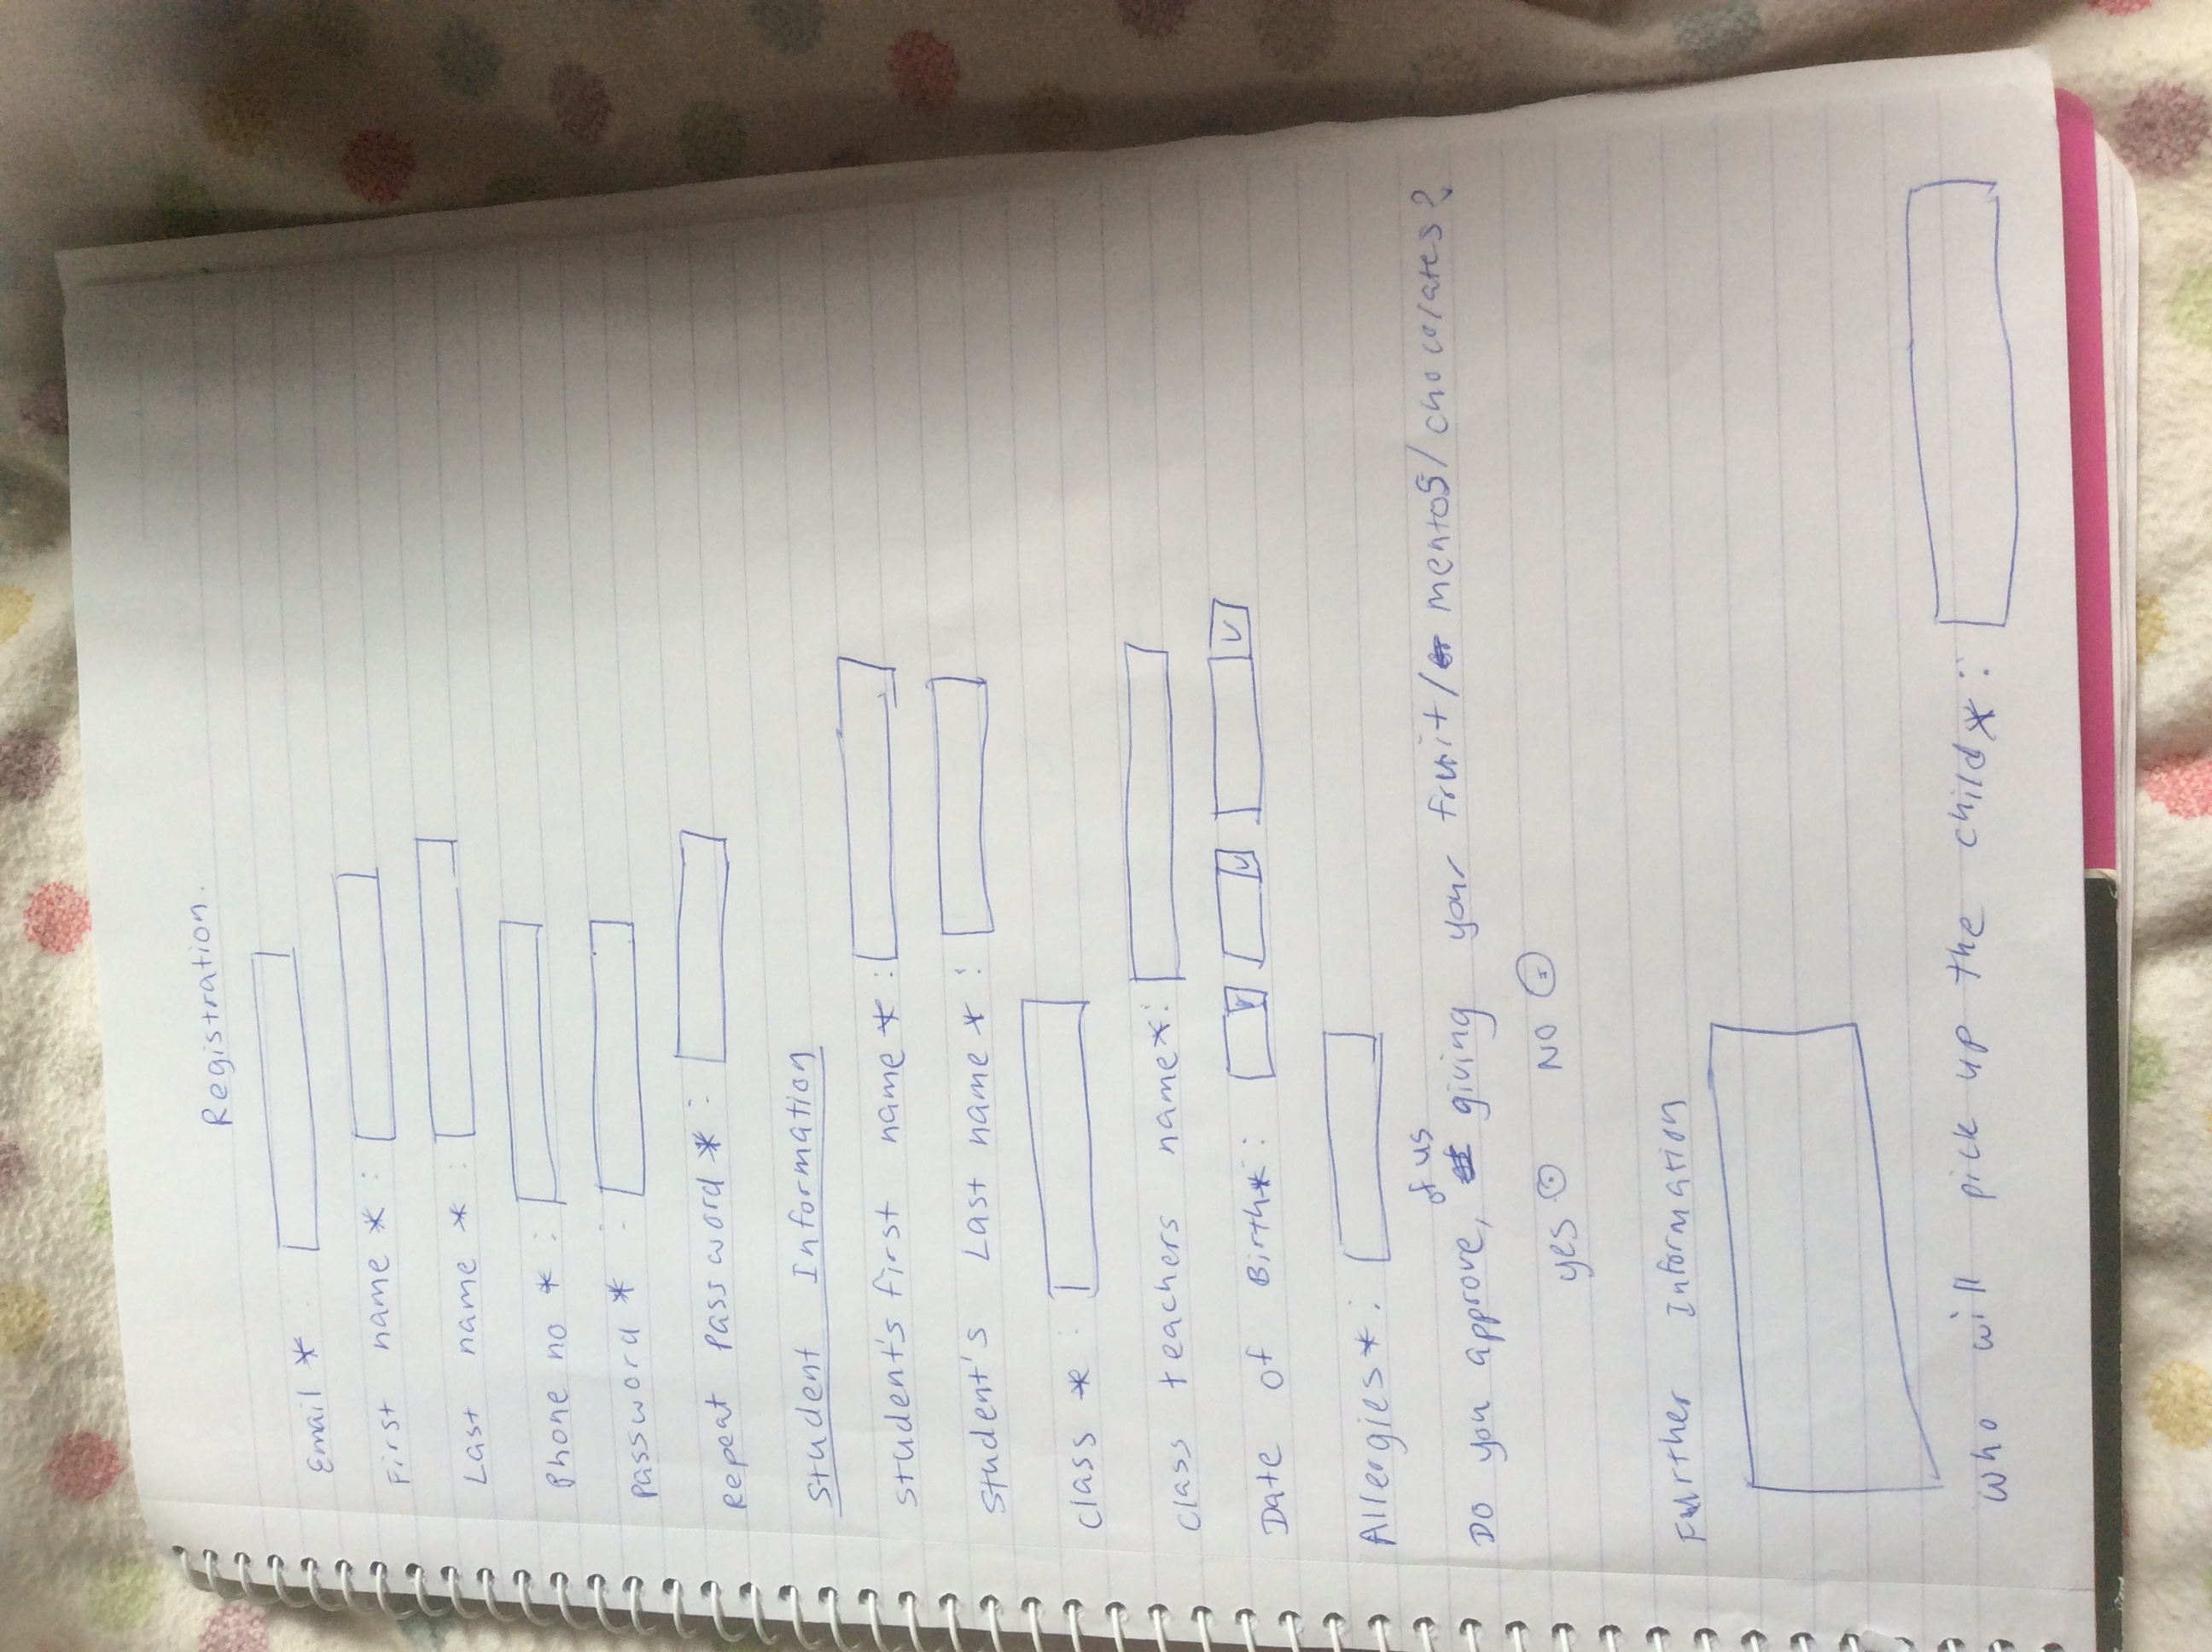 Registration.
Email * :
First name * :
Last name * :
Phone no * :
Password * :
Repeat Password * :
Student Information
Student's first name * :
Student's Last name * :
Class * :
Class teachers name * :
Date of Birth * :
Allergies * :
of us
Do you approve, giving your fruit / mentos / chocolates?
yes NO
Further Information
Who will pick up the child * :